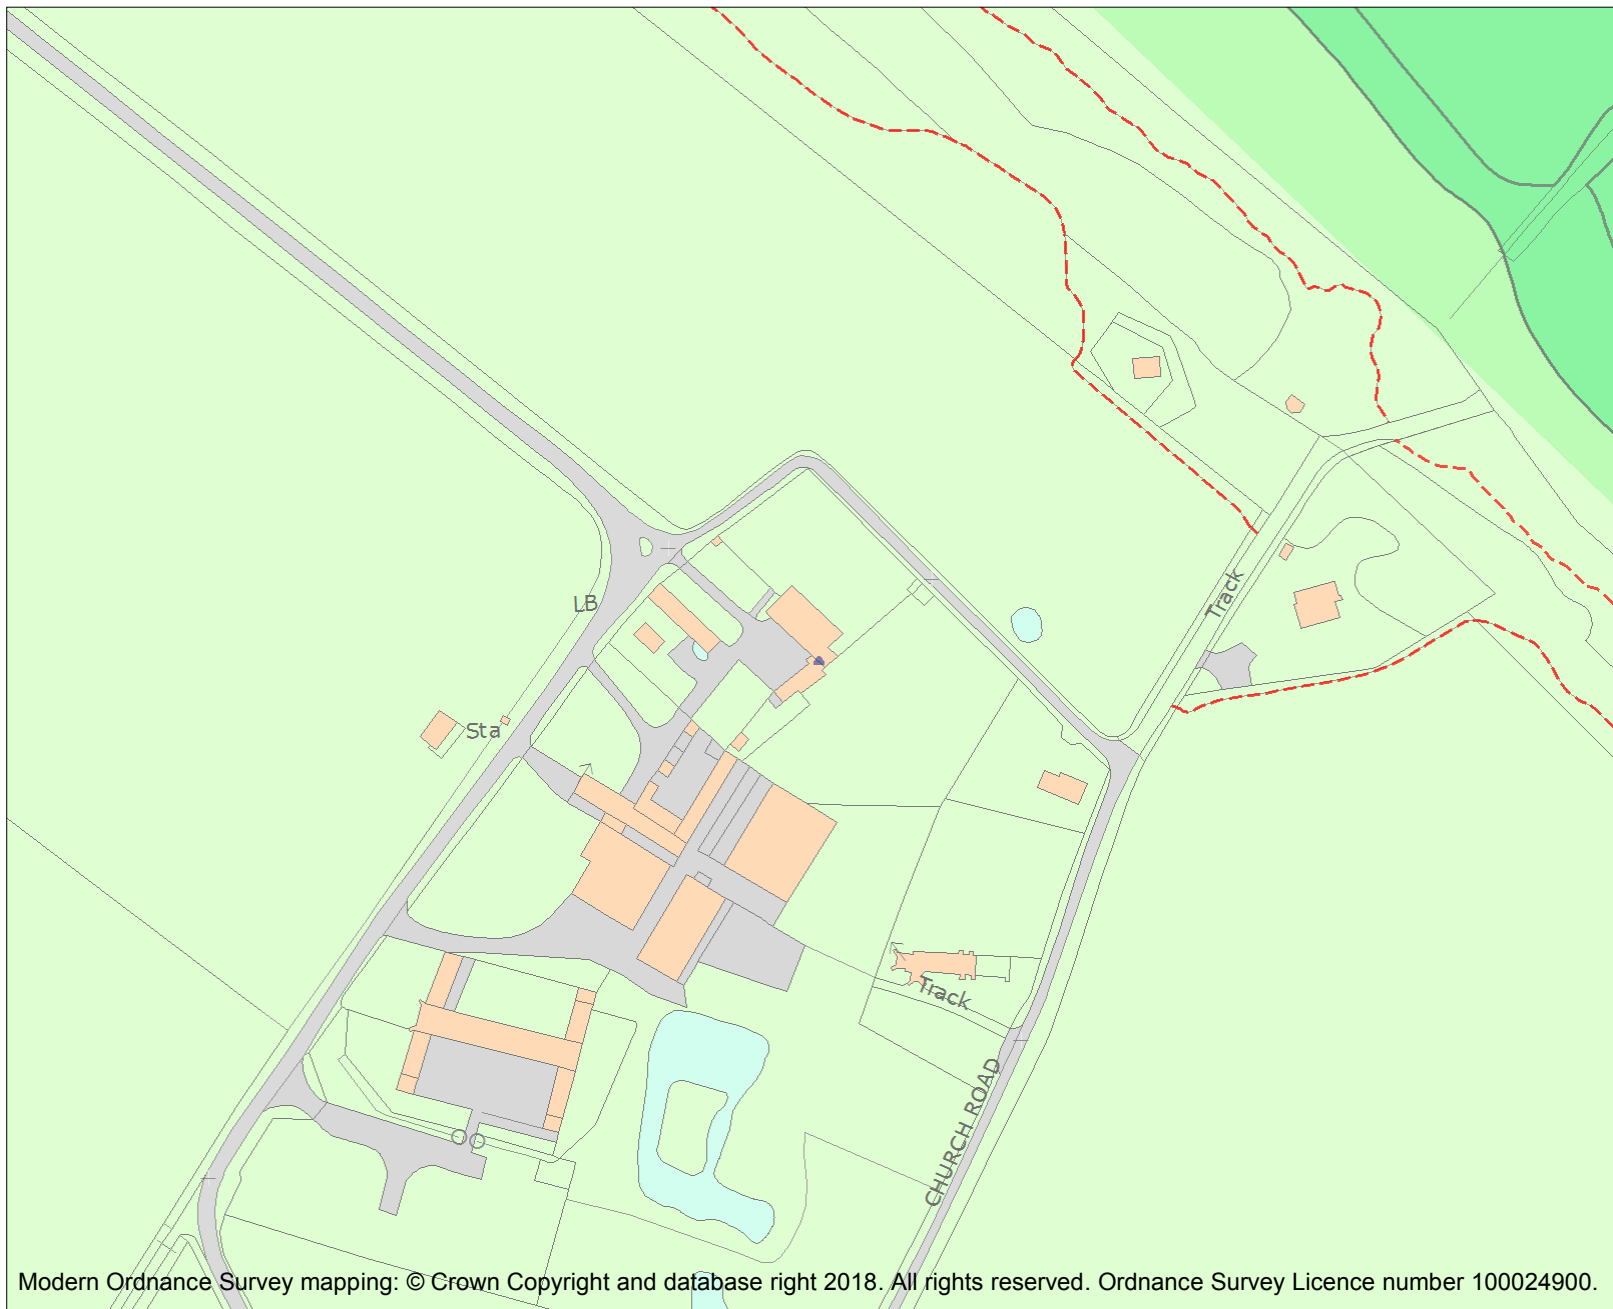 LB
Track
Sta
Track
CHURCH ROAD
Modern Ordnance Survey mapping: © Crown Copyright and database right 2018. All rights reserved. Ordnance Survey Licence number 100024900.